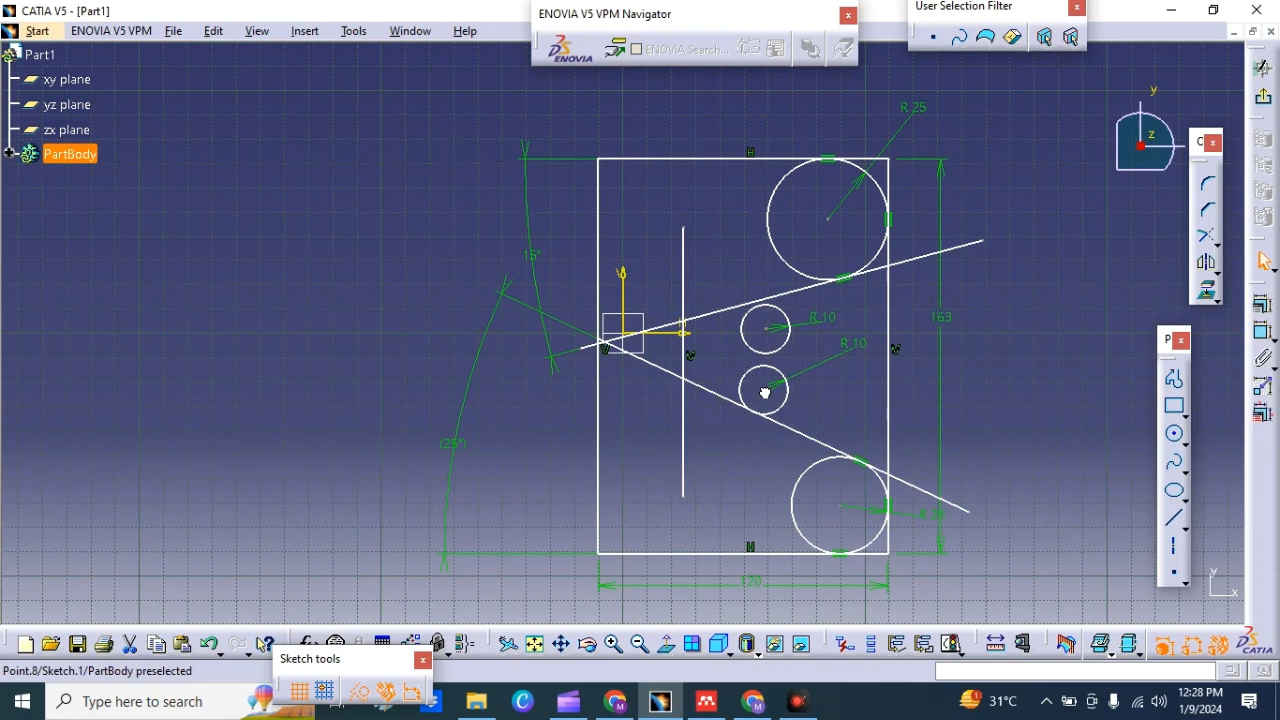 CATIA V5 - [Part1]
ENOVIA V5 VPM Navigator
User Selection Filter
Start
ENOVIA V5 VPM
File
Edit
View
Insert
Tools
Window
Help
ENOVIA
ENOVIA Search...
Part1
xy plane
yz plane
zx plane
PartBody
y
z
C
P
R 25
H
15°
V
R 10
R 10
163
V
V
V
(25°)
H
120
y
x
Sketch tools
CATIA
Point.8/Sketch.1/PartBody preselected
Type here to search
31°C
12:28 PM
1/9/2024